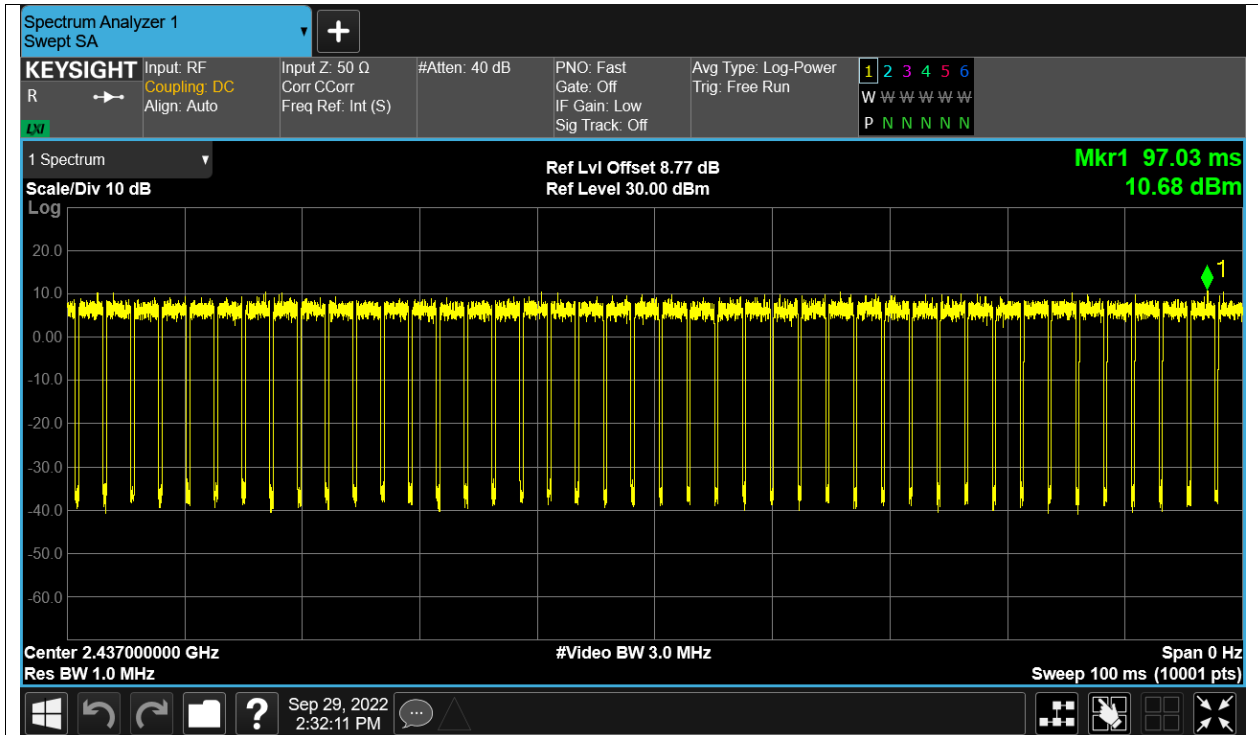 Spectrum Analyzer 1
Swept SA
+
KEYSIGHT
R
LXI
Input: RF
Coupling: DC
Align: Auto
Input Z: 50 Ω
Corr CCorr
Freq Ref: Int (S)
#Atten: 40 dB
PNO: Fast
Gate: Off
IF Gain: Low
Sig Track: Off
Avg Type: Log-Power
Trig: Free Run
1 2 3 4 5 6
W W W W W W
P N N N N N
1 Spectrum
Scale/Div 10 dB
Log
Ref Lvl Offset 8.77 dB
Ref Level 30.00 dBm
Mkr1 97.03 ms
10.68 dBm
20.0
10.0
0.00
-10.0
-20.0
-30.0
-40.0
-50.0
-60.0
1
Center 2.437000000 GHz
Res BW 1.0 MHz
#Video BW 3.0 MHz
Span 0 Hz
Sweep 100 ms (10001 pts)
?
Sep 29, 2022
2:32:11 PM